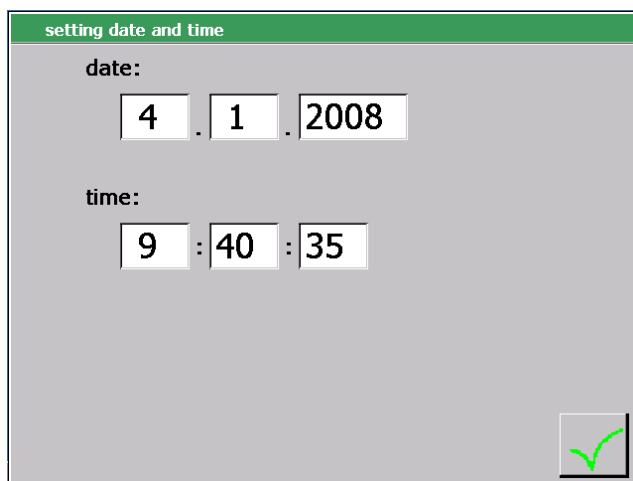 setting date and time
date:
4 . 1 . 2008
time:
9 : 40 : 35